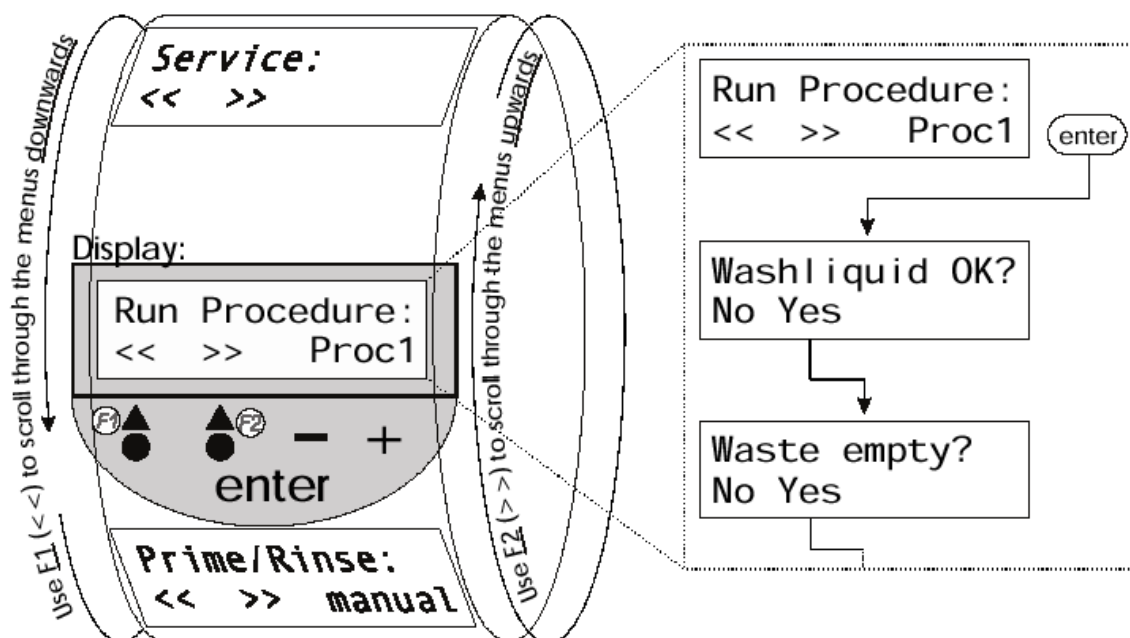 Use F1 (< <) to scroll through the menus downwards
Service:
<< >>
Display:
Run Procedure:
<< >> Proc1
F1 F2 - +
enter
Prime/Rinse:
<< >> manual
Use F2 (> >) to scroll through the menus upwards
Run Procedure:
<< >> Proc1
enter
Washliquid OK?
No Yes
Waste empty?
No Yes